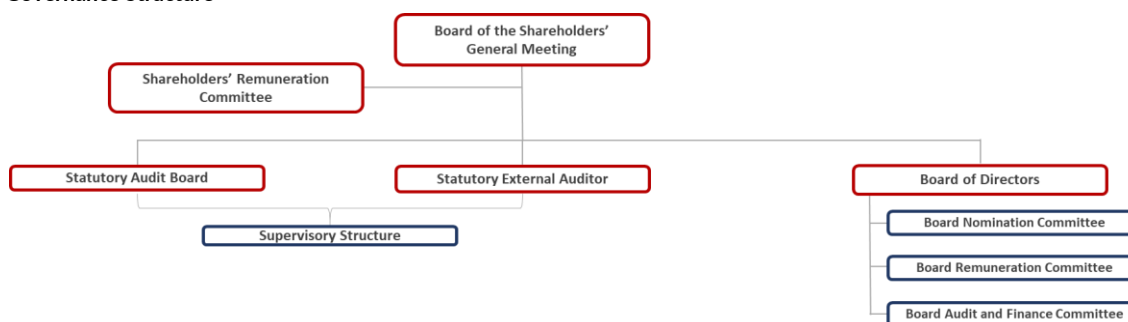 Board of the Shareholders'
General Meeting
Shareholders' Remuneration
Committee
Statutory Audit Board
Statutory External Auditor
Board of Directors
Supervisory Structure
Board Nomination Committee
Board Remuneration Committee
Board Audit and Finance Committee